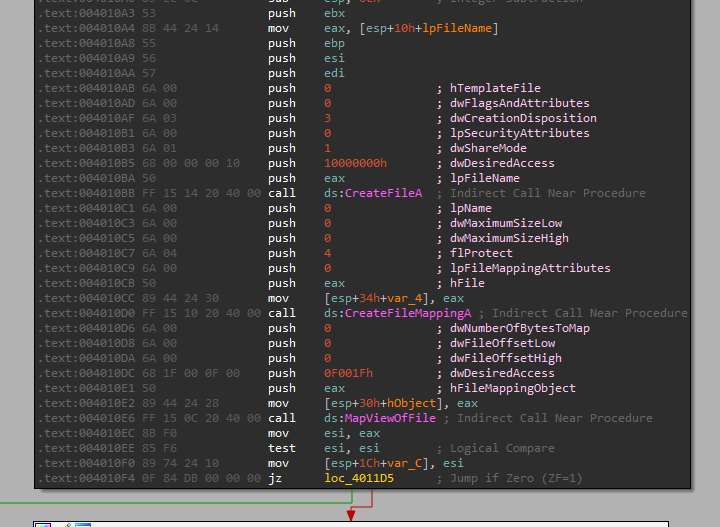 .text:004010A3 53 push ebx
.text:004010A4 8B 44 24 14 mov eax, [esp+10h+lpFileName]
.text:004010A8 55 push ebp
.text:004010A9 56 push esi
.text:004010AA 57 push edi
.text:004010AB 6A 00 push 0 ; hTemplateFile
.text:004010AD 6A 00 push 0 ; dwFlagsAndAttributes
.text:004010AF 6A 03 push 3 ; dwCreationDisposition
.text:004010B1 6A 00 push 0 ; lpSecurityAttributes
.text:004010B3 6A 01 push 1 ; dwShareMode
.text:004010B5 68 00 00 00 10 push 10000000h ; dwDesiredAccess
.text:004010BA 50 push eax ; lpFileName
.text:004010BB FF 15 14 20 40 00 call ds:CreateFileA ; Indirect Call Near Procedure
.text:004010C1 6A 00 push 0 ; lpName
.text:004010C3 6A 00 push 0 ; dwMaximumSizeLow
.text:004010C5 6A 00 push 0 ; dwMaximumSizeHigh
.text:004010C7 6A 04 push 4 ; flProtect
.text:004010C9 6A 00 push 0 ; lpFileMappingAttributes
.text:004010CB 50 push eax ; hFile
.text:004010CC 89 44 24 30 mov [esp+34h+var_4], eax
.text:004010D0 FF 15 10 20 40 00 call ds:CreateFileMappingA ; Indirect Call Near Procedure
.text:004010D6 6A 00 push 0 ; dwNumberOfBytesToMap
.text:004010D8 6A 00 push 0 ; dwFileOffsetLow
.text:004010DA 6A 00 push 0 ; dwFileOffsetHigh
.text:004010DC 68 1F 00 0F 00 push 0F001Fh ; dwDesiredAccess
.text:004010E1 50 push eax ; hFileMappingObject
.text:004010E2 89 44 24 28 mov [esp+30h+hObject], eax
.text:004010E6 FF 15 0C 20 40 00 call ds:MapViewOfFile ; Indirect Call Near Procedure
.text:004010EC 8B F0 mov esi, eax
.text:004010EE 85 F6 test esi, esi ; Logical Compare
.text:004010F0 89 74 24 10 mov [esp+1Ch+var_C], esi
.text:004010F4 0F 84 DB 00 00 00 jz loc_4011D5 ; Jump if Zero (ZF=1)